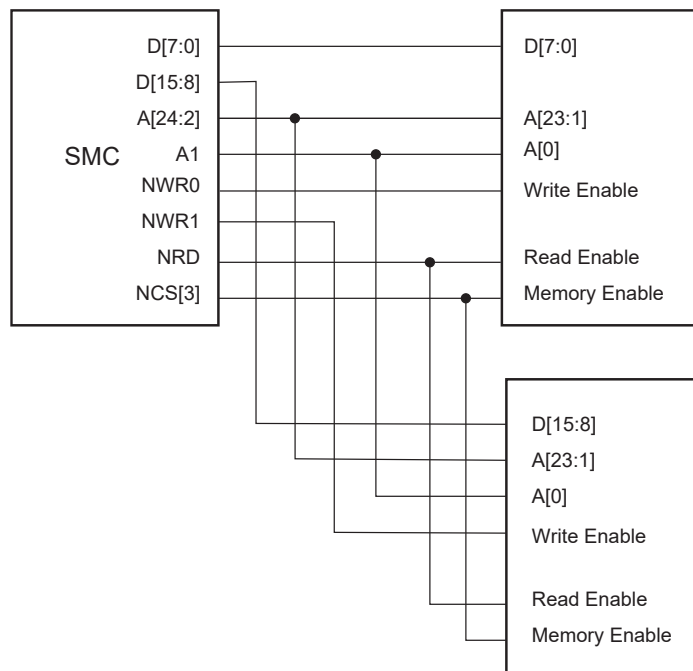 D[7:0]
D[15:8]
A[24:2]
SMC
A1
NWR0
NWR1
NRD
NCS[3]
D[7:0]
A[23:1]
A[0]
Write Enable
Read Enable
Memory Enable
D[15:8]
A[23:1]
A[0]
Write Enable
Read Enable
Memory Enable